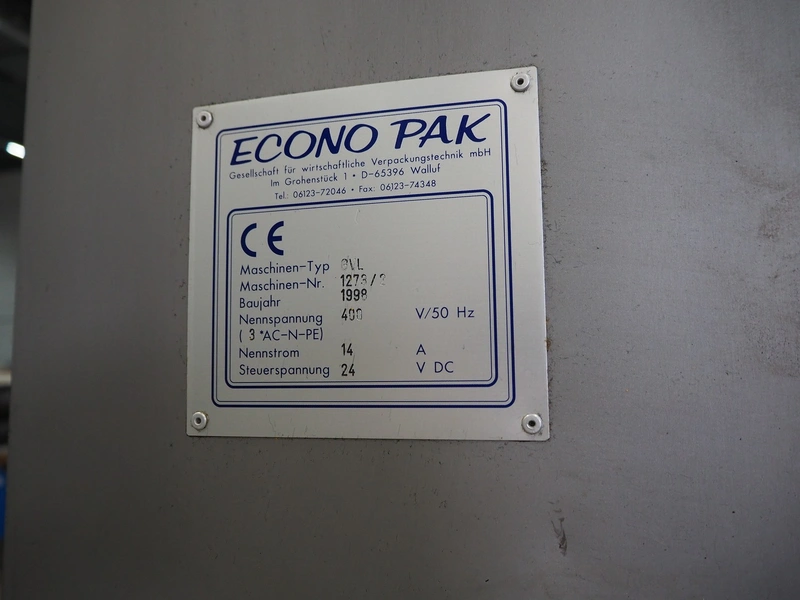 ECONO PAK
Gesellschaft für wirtschaftliche Verpackungstechnik mbH
Im Grohenstück 1 • D-65396 Walluf
Tel.: 06123-72046 • Fax: 06123-74348
CE
Maschinen-Typ
Maschinen-Nr.
Baujahr 1998
Nennspannung 400 V/50 Hz
( 3 *AC-N-PE)
Nennstrom 14 A
Steuerspannung 24 V DC